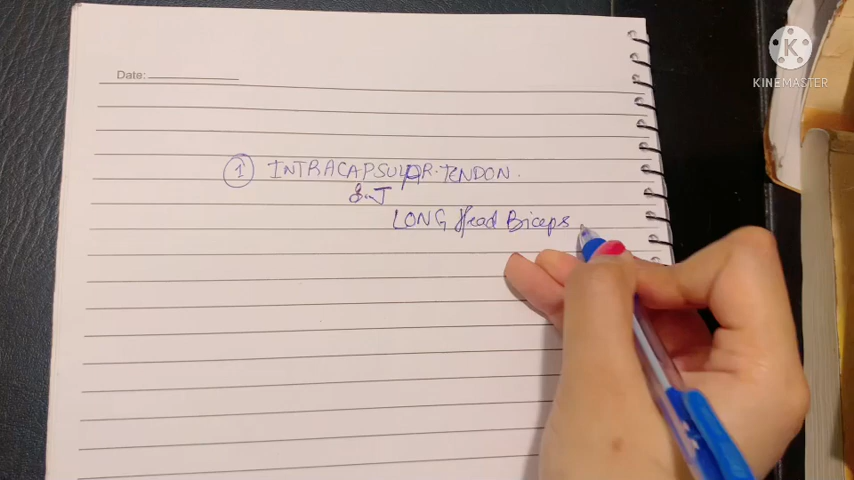 Date:
① INTRACAPSULAR TENDON.
S.J
LONG Head Biceps
K
KINEMASTER